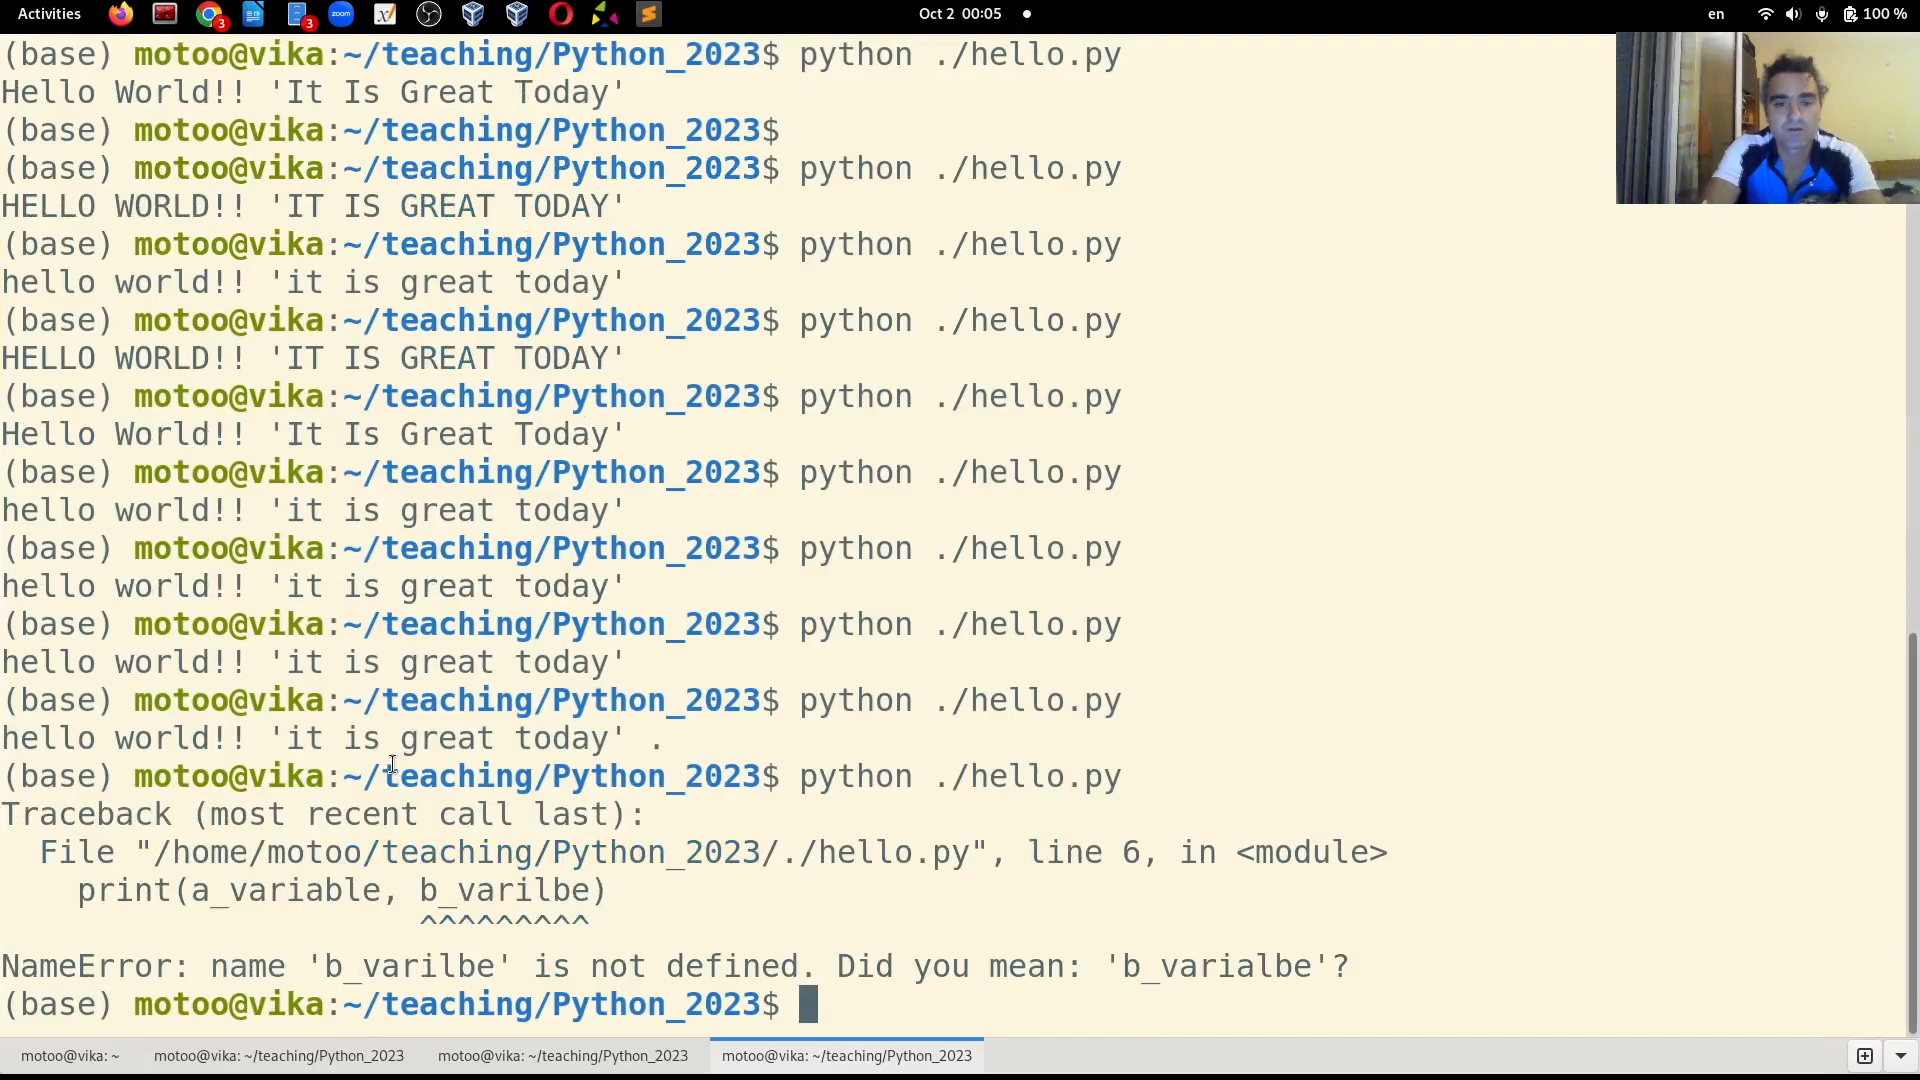 Activities
3
3
zoom
Oct 2 00:05
en
100 %
(base) motoo@vika:~/teaching/Python_2023$ python ./hello.py
Hello World!! 'It Is Great Today'
(base) motoo@vika:~/teaching/Python_2023$
(base) motoo@vika:~/teaching/Python_2023$ python ./hello.py
HELLO WORLD!! 'IT IS GREAT TODAY'
(base) motoo@vika:~/teaching/Python_2023$ python ./hello.py
hello world!! 'it is great today'
(base) motoo@vika:~/teaching/Python_2023$ python ./hello.py
HELLO WORLD!! 'IT IS GREAT TODAY'
(base) motoo@vika:~/teaching/Python_2023$ python ./hello.py
Hello World!! 'It Is Great Today'
(base) motoo@vika:~/teaching/Python_2023$ python ./hello.py
hello world!! 'it is great today'
(base) motoo@vika:~/teaching/Python_2023$ python ./hello.py
hello world!! 'it is great today'
(base) motoo@vika:~/teaching/Python_2023$ python ./hello.py
hello world!! 'it is great today'
(base) motoo@vika:~/teaching/Python_2023$ python ./hello.py
hello world!! 'it is great today' .
(base) motoo@vika:~/teaching/Python_2023$ python ./hello.py
Traceback (most recent call last):
  File "/home/motoo/teaching/Python_2023/./hello.py", line 6, in <module>
    print(a_variable, b_varilbe)
                      ^^^^^^^^^
NameError: name 'b_varilbe' is not defined. Did you mean: 'b_varialbe'?
(base) motoo@vika:~/teaching/Python_2023$
motoo@vika: ~
motoo@vika: ~/teaching/Python_2023
motoo@vika: ~/teaching/Python_2023
motoo@vika: ~/teaching/Python_2023